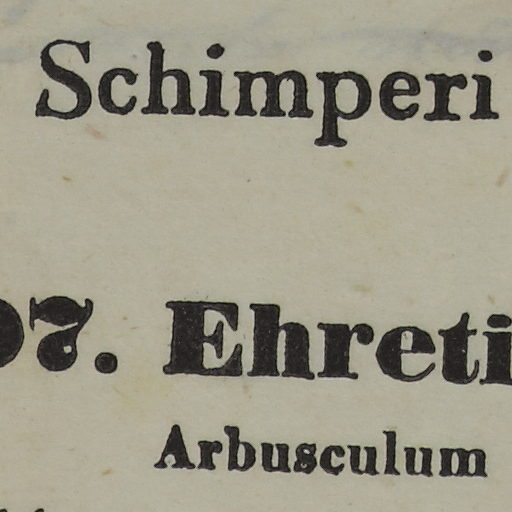 Schimperi
7. Ehreti
Arbusculum